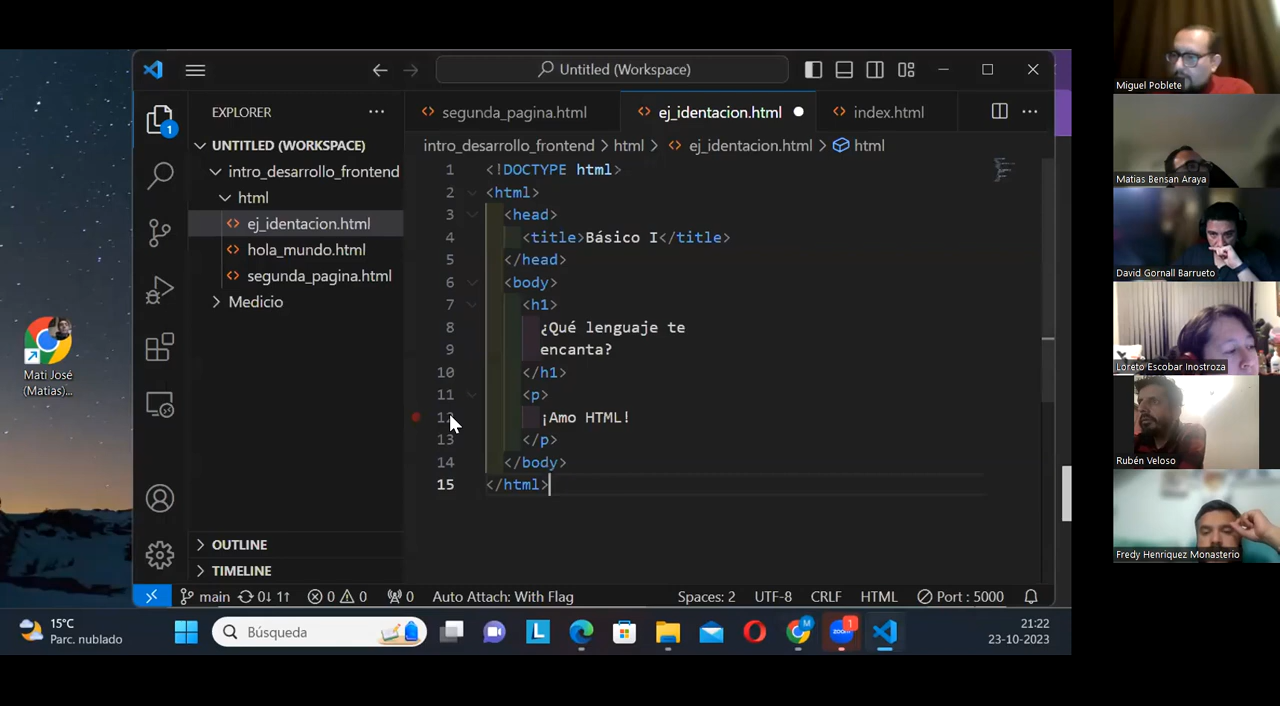 Untitled (Workspace)
EXPLORER
segunda_pagina.html
ej_identacion.html
index.html
1
UNTITLED (WORKSPACE)
intro_desarrollo_frontend
html
ej_identacion.html
hola_mundo.html
segunda_pagina.html
Medicio
OUTLINE
TIMELINE
intro_desarrollo_frontend > html > ej_identacion.html > html
1 <!DOCTYPE html>
2 <html>
3 <head>
4 <title>Básico I</title>
5 </head>
6 <body>
7 <h1>
8 ¿Qué lenguaje te
9 encanta?
10 </h1>
11 <p>
12 ¡Amo HTML!
13 </p>
14 </body>
15 </html>
main 0↓ 1↑ 0 0 0 Auto Attach: With Flag Spaces: 2 UTF-8 CRLF HTML Port : 5000
Mati José
(Matias)...
15°C
Parc. nublado
Búsqueda
L
M
1
zoom
21:22
23-10-2023
Miguel Poblete
Matias Bensan Araya
David Gornall Barrueto
Loreto Escobar Inostroza
Rubén Veloso
Fredy Henriquez Monasterio